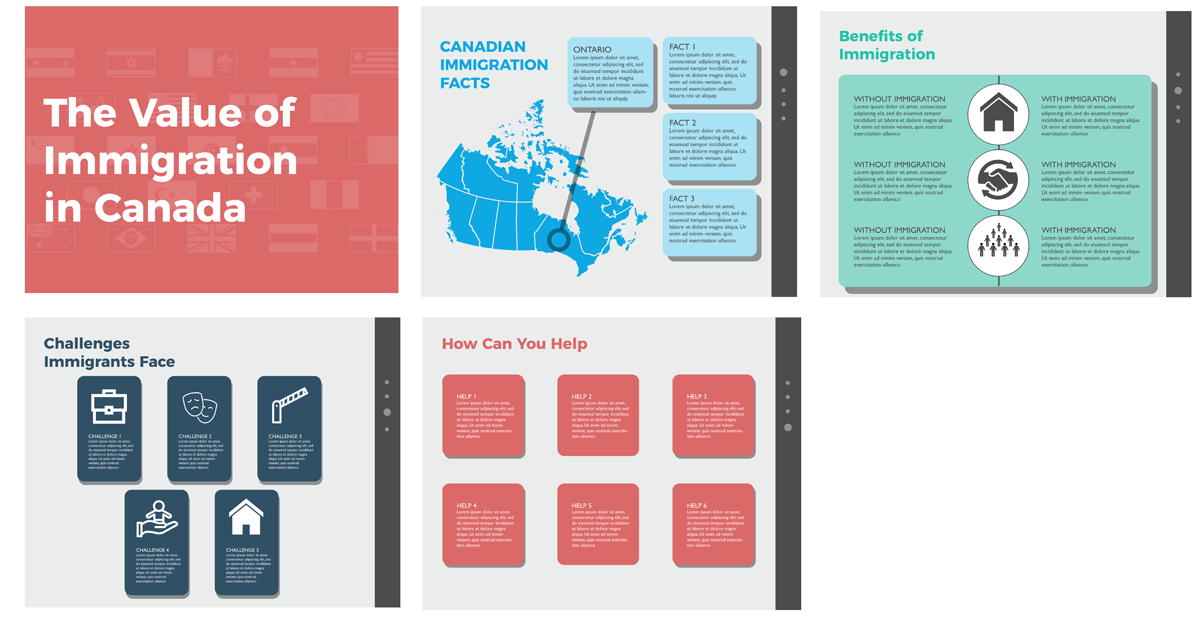 The Value of
Immigration
in Canada
CANADIAN
IMMIGRATION
FACTS
ONTARIO
Lorem ipsum dolor sit amet,
consectetur adipiscing elit, sed
do eiusmod tempor incididunt
ut labore et dolore magna
aliqua. Ut enim ad minim veniam,
quis nostrud exercitation ullam-
co laboris nisi ut aliquip
FACT 1
Lorem ipsum dolor sit amet,
consectetur adipiscing elit, sed do
eiusmod tempor incididunt ut
labore et dolore magna aliqua. Ut
enim ad minim veniam, quis
nostrud exercitation ullamco
laboris nisi ut aliquip
FACT 2
Lorem ipsum dolor sit amet,
consectetur adipiscing elit, sed do
eiusmod tempor incididunt ut
labore et dolore magna aliqua. Ut
enim ad minim veniam, quis
nostrud exercitation ullamco
FACT 3
Lorem ipsum dolor sit amet,
consectetur adipiscing elit, sed do
eiusmod tempor incididunt ut
labore et dolore magna aliqua. Ut
enim ad minim veniam, quis
nostrud exercitation ullamco
Benefits of
Immigration
WITHOUT IMMIGRATION
Lorem ipsum dolor sit amet, consectetur
adipiscing elit, sed do eiusmod tempor
incididunt ut labore et dolore magna aliqua.
Ut enim ad minim veniam, quis nostrud
exercitation ullamco
WITH IMMIGRATION
Lorem ipsum dolor sit amet, consectetur
adipiscing elit, sed do eiusmod tempor
incididunt ut labore et dolore magna aliqua.
Ut enim ad minim veniam, quis nostrud
exercitation ullamco
WITHOUT IMMIGRATION
Lorem ipsum dolor sit amet, consectetur
adipiscing elit, sed do eiusmod tempor
incididunt ut labore et dolore magna aliqua.
Ut enim ad minim veniam, quis nostrud
exercitation ullamco
WITH IMMIGRATION
Lorem ipsum dolor sit amet, consectetur
adipiscing elit, sed do eiusmod tempor
incididunt ut labore et dolore magna aliqua.
Ut enim ad minim veniam, quis nostrud
exercitation ullamco
WITHOUT IMMIGRATION
Lorem ipsum dolor sit amet, consectetur
adipiscing elit, sed do eiusmod tempor
incididunt ut labore et dolore magna aliqua.
Ut enim ad minim veniam, quis nostrud
exercitation ullamco
WITH IMMIGRATION
Lorem ipsum dolor sit amet, consectetur
adipiscing elit, sed do eiusmod tempor
incididunt ut labore et dolore magna aliqua.
Ut enim ad minim veniam, quis nostrud
exercitation ullamco
Challenges
Immigrants Face
CHALLENGE 1
Lorem ipsum dolor sit amet,
consectetur adipiscing elit, sed
do eiusmod tempor incididunt
ut labore et dolore magna
aliqua. Ut enim ad minim
veniam, quis nostrud
exercitation ullamco
CHALLENGE 2
Lorem ipsum dolor sit amet,
consectetur adipiscing elit, sed
do eiusmod tempor incididunt
ut labore et dolore magna
aliqua. Ut enim ad minim
veniam, quis nostrud
exercitation ullamco
CHALLENGE 3
Lorem ipsum dolor sit amet,
consectetur adipiscing elit, sed
do eiusmod tempor incididunt
ut labore et dolore magna
aliqua. Ut enim ad minim
veniam, quis nostrud
exercitation ullamco
CHALLENGE 4
Lorem ipsum dolor sit amet,
consectetur adipiscing elit, sed
do eiusmod tempor incididunt
ut labore et dolore magna
aliqua. Ut enim ad minim
veniam, quis nostrud
exercitation ullamco
CHALLENGE 5
Lorem ipsum dolor sit amet,
consectetur adipiscing elit, sed
do eiusmod tempor incididunt
ut labore et dolore magna
aliqua. Ut enim ad minim
veniam, quis nostrud
exercitation ullamco
How Can You Help
HELP 1
Lorem ipsum dolor sit amet,
consectetur adipiscing elit, sed
do eiusmod tempor incididunt
ut labore et dolore magna
aliqua. Ut enim ad minim
veniam, quis nostrud exercita-
tion ullamco
HELP 2
Lorem ipsum dolor sit amet,
consectetur adipiscing elit, sed
do eiusmod tempor incididunt
ut labore et dolore magna
aliqua. Ut enim ad minim
veniam, quis nostrud exercita-
tion ullamco
HELP 3
Lorem ipsum dolor sit amet,
consectetur adipiscing elit, sed
do eiusmod tempor incididunt
ut labore et dolore magna
aliqua. Ut enim ad minim
veniam, quis nostrud exercita-
tion ullamco
HELP 4
Lorem ipsum dolor sit amet,
consectetur adipiscing elit, sed
do eiusmod tempor incididunt
ut labore et dolore magna
aliqua. Ut enim ad minim
veniam, quis nostrud exercita-
tion ullamco
HELP 5
Lorem ipsum dolor sit amet,
consectetur adipiscing elit, sed
do eiusmod tempor incididunt
ut labore et dolore magna
aliqua. Ut enim ad minim
veniam, quis nostrud exercita-
tion ullamco
HELP 6
Lorem ipsum dolor sit amet,
consectetur adipiscing elit, sed
do eiusmod tempor incididunt
ut labore et dolore magna
aliqua. Ut enim ad minim
veniam, quis nostrud exercita-
tion ullamco